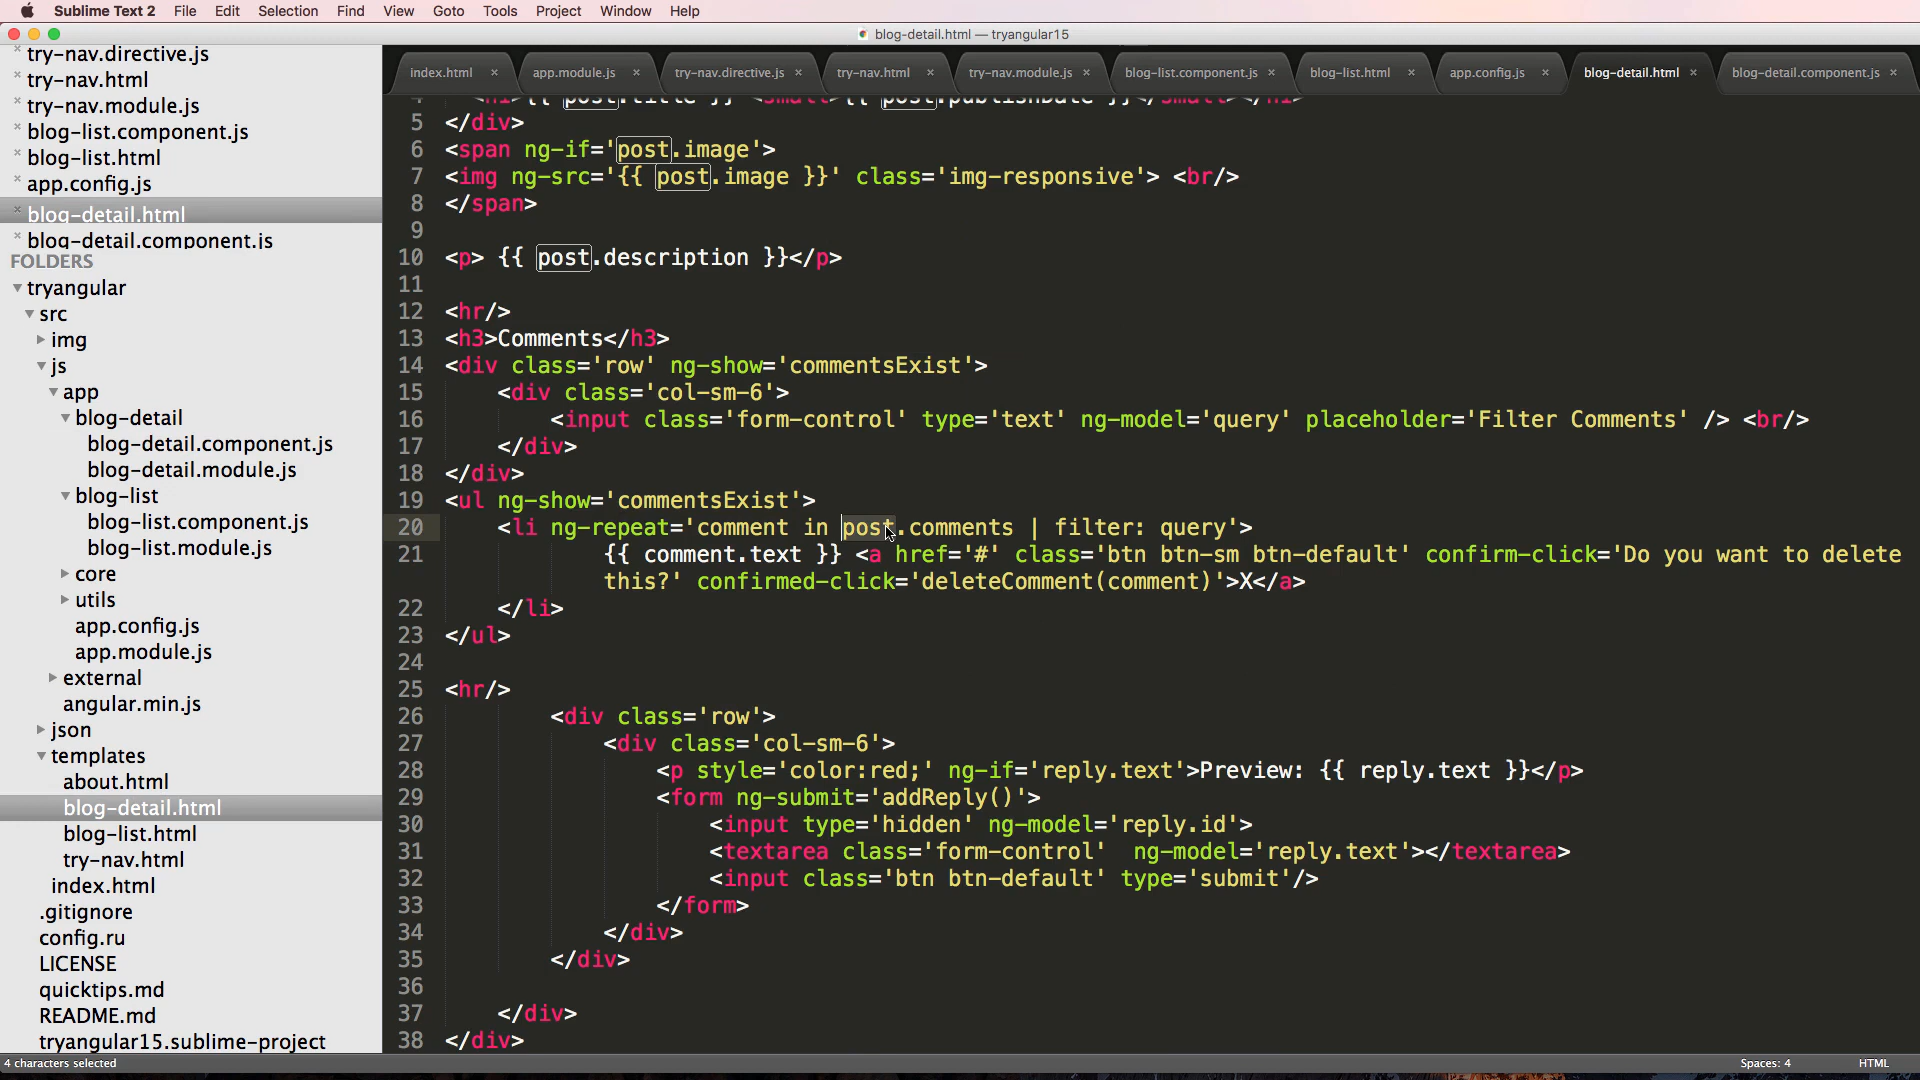 Sublime Text 2 File Edit Selection Find View Goto Tools Project Window Help
blog-detail.html — tryangular15
try-nav.directive.js
try-nav.html
try-nav.module.js
blog-list.component.js
blog-list.html
app.config.js
blog-detail.html
blog-detail.component.js
FOLDERS
tryangular
src
img
js
app
blog-detail
blog-detail.component.js
blog-detail.module.js
blog-list
blog-list.component.js
blog-list.module.js
core
utils
app.config.js
app.module.js
external
angular.min.js
json
templates
about.html
blog-detail.html
blog-list.html
try-nav.html
index.html
.gitignore
config.ru
LICENSE
quicktips.md
README.md
tryangular15.sublime-project
index.html × app.module.js × try-nav.directive.js × try-nav.html × try-nav.module.js × blog-list.component.js × blog-list.html × app.config.js × blog-detail.html × blog-detail.component.js ×
4 <h1>{{ post.title }} <small>{{ post.publishDate }}</small></h1>
5 </div>
6 <span ng-if='post.image'>
7 <img ng-src='{{ post.image }}' class='img-responsive'> <br/>
8 </span>
9
10 <p> {{ post.description }}</p>
11
12 <hr/>
13 <h3>Comments</h3>
14 <div class='row' ng-show='commentsExist'>
15 <div class='col-sm-6'>
16 <input class='form-control' type='text' ng-model='query' placeholder='Filter Comments' /> <br/>
17 </div>
18 </div>
19 <ul ng-show='commentsExist'>
20 <li ng-repeat='comment in post.comments | filter: query'>
21 {{ comment.text }} <a href='#' class='btn btn-sm btn-default' confirm-click='Do you want to delete
this?' confirmed-click='deleteComment(comment)'>X</a>
22 </li>
23 </ul>
24
25 <hr/>
26 <div class='row'>
27 <div class='col-sm-6'>
28 <p style='color:red;' ng-if='reply.text'>Preview: {{ reply.text }}</p>
29 <form ng-submit='addReply()'>
30 <input type='hidden' ng-model='reply.id'>
31 <textarea class='form-control'  ng-model='reply.text'></textarea>
32 <input class='btn btn-default' type='submit'/>
33 </form>
34 </div>
35 </div>
36
37 </div>
38 </div>
4 characters selected
Spaces: 4 HTML